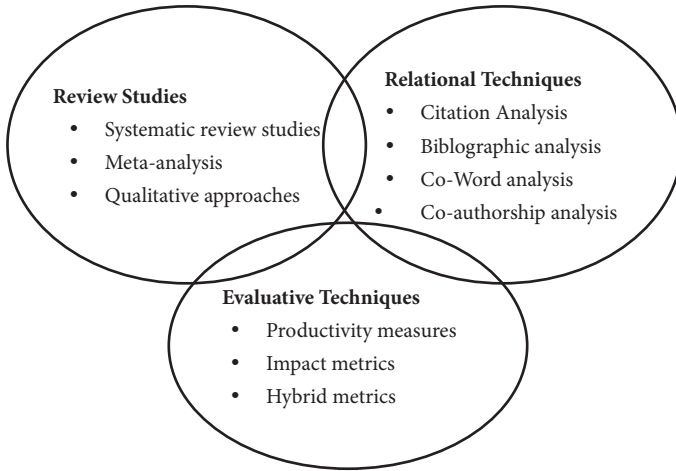 Review Studies
• Systematic review studies
• Meta-analysis
• Qualitative approaches
Relational Techniques
• Citation Analysis
• Biblographic analysis
• Co-Word analysis
• Co-authorship analysis
Evaluative Techniques
• Productivity measures
• Impact metrics
• Hybrid metrics